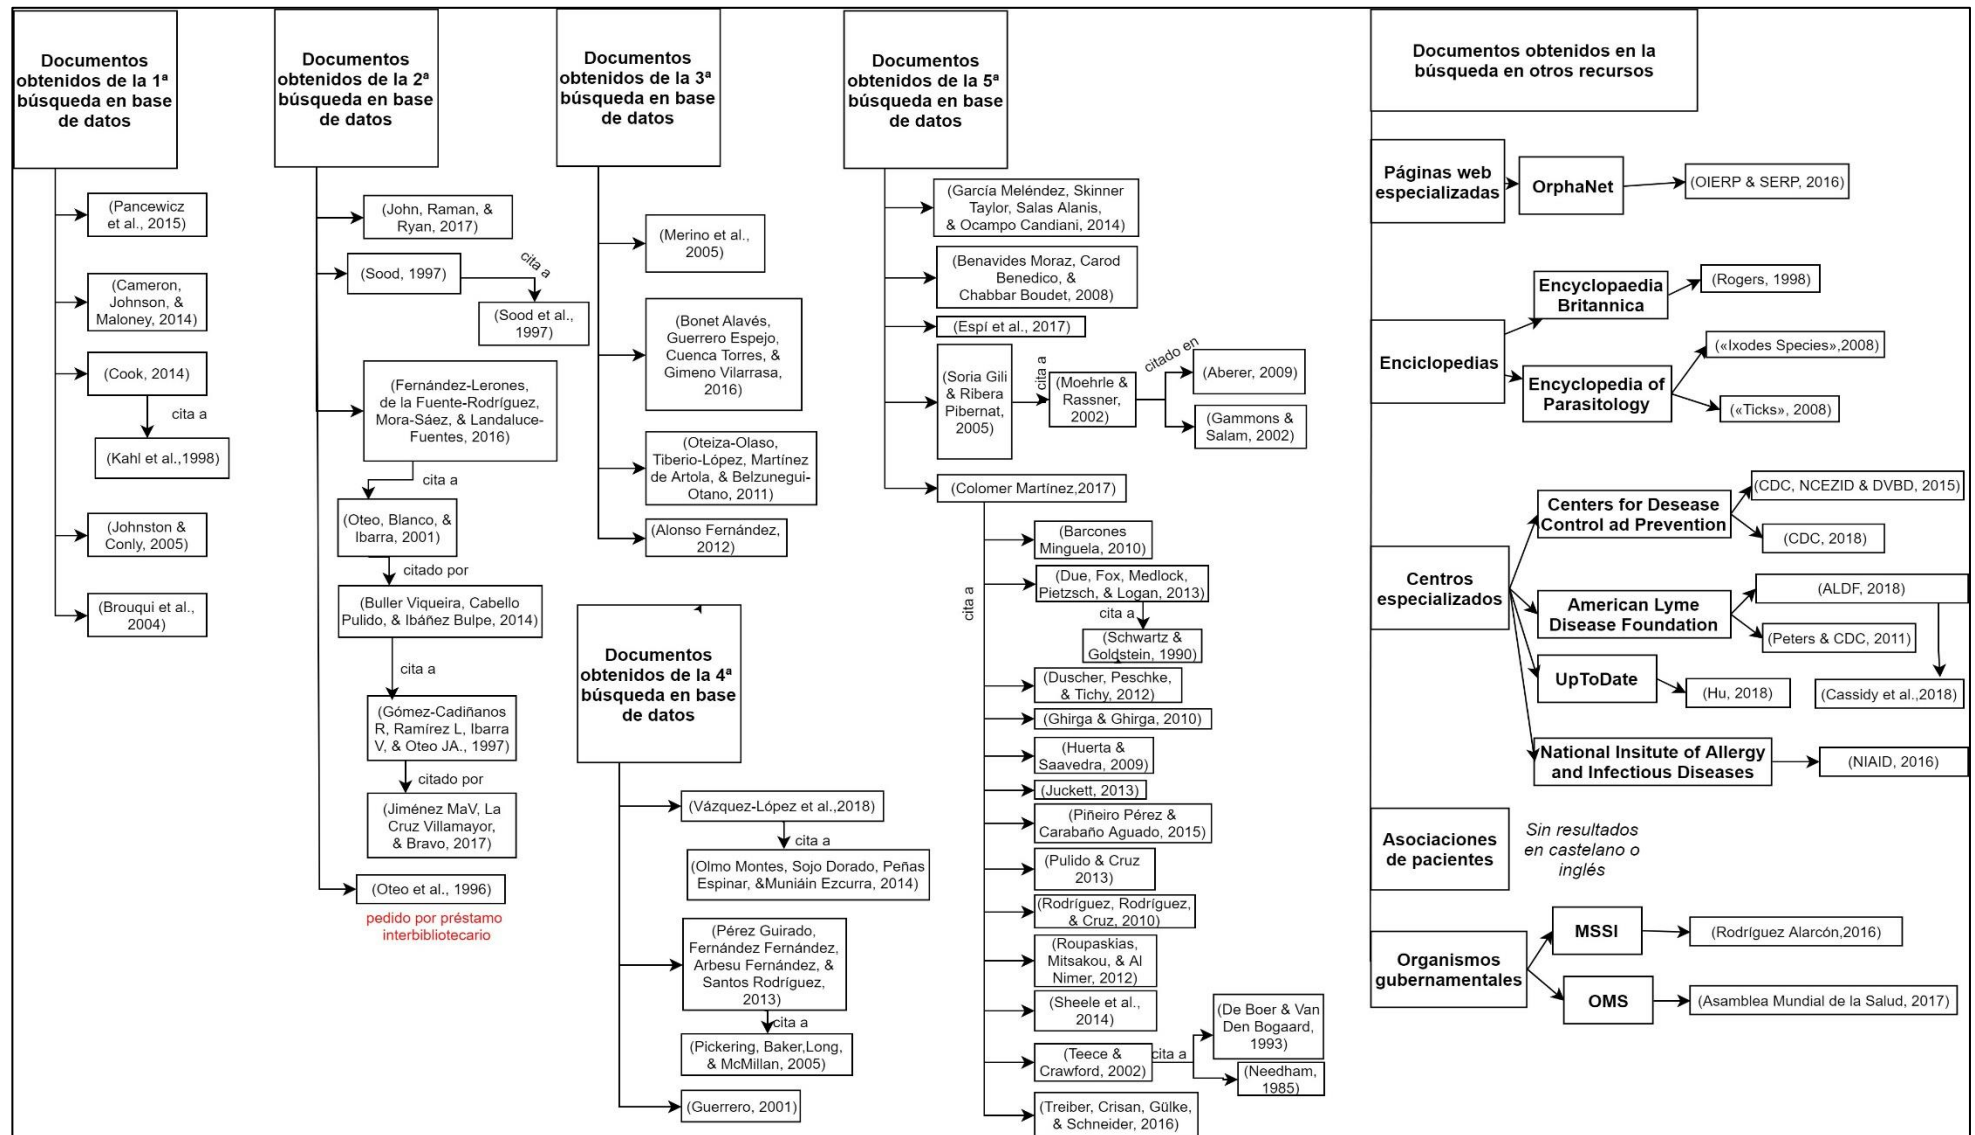 Documentos
obtenidos de la 1ª
búsqueda en base
de datos
(Pancewicz
et al., 2015)
(Cameron,
Johnson, &
Maloney, 2014)
(Cook, 2014)
cita a
(Kahl et al.,1998)
(Johnston &
Conly, 2005)
(Brouqui et al.,
2004)
Documentos
obtenidos de la 2ª
búsqueda en base
de datos
(John, Raman, &
Ryan, 2017)
(Sood, 1997)
cita a
(Sood et al.,
1997)
(Fernández-Lerones,
de la Fuente-Rodríguez,
Mora-Sáez, & Landaluce-
Fuentes, 2016)
cita a
(Oteo, Blanco, &
Ibarra, 2001)
citado por
(Buller Viqueira, Cabello
Pulido, & Ibáñez Bulpe, 2014)
cita a
(Gómez-Cadiñanos
R, Ramírez L, Ibarra
V, & Oteo JA., 1997)
citado por
(Jiménez MaV, La
Cruz Villamayor,
& Bravo, 2017)
(Oteo et al., 1996)
pedido por préstamo
interbibliotecario
Documentos
obtenidos de la 3ª
búsqueda en base
de datos
(Merino et al.,
2005)
(Bonet Alavés,
Guerrero Espejo,
Cuenca Torres, &
Gimeno Vilarrasa,
2016)
(Oteiza-Olaso,
Tiberio-López, Martínez
de Artola, & Belzunegui-
Otano, 2011)
(Alonso Fernández,
2012)
Documentos
obtenidos de la 4ª
búsqueda en base
de datos
(Vázquez-López et al.,2018)
cita a
(Olmo Montes, Sojo Dorado, Peñas
Espinar, &Muniáin Ezcurra, 2014)
(Pérez Guirado,
Fernández Fernández,
Arbesu Fernández, &
Santos Rodríguez,
2013)
cita a
(Pickering, Baker,Long,
& McMillan, 2005)
(Guerrero, 2001)
Documentos
obtenidos de la 5ª
búsqueda en base
de datos
(García Meléndez, Skinner
Taylor, Salas Alanis,
& Ocampo Candiani, 2014)
(Benavides Moraz, Carod
Benedico, &
Chabbar Boudet, 2008)
(Espí et al., 2017)
(Soria Gili
& Ribera
Pibernat,
2005)
cita a
(Moehrle &
Rassner,
2002)
citado en
(Aberer, 2009)
(Gammons &
Salam, 2002)
(Colomer Martínez,2017)
cita a
(Barcones
Minguela, 2010)
(Due, Fox, Medlock,
Pietzsch, & Logan, 2013)
cita a
(Schwartz &
Goldstein, 1990)
(Duscher, Peschke,
& Tichy, 2012)
(Ghirga & Ghirga, 2010)
(Huerta &
Saavedra, 2009)
(Juckett, 2013)
(Piñeiro Pérez &
Carabaño Aguado, 2015)
(Pulido & Cruz
2013)
(Rodríguez, Rodríguez,
& Cruz, 2010)
(Roupaskias,
Mitsakou, & Al
Nimer, 2012)
(Sheele et al.,
2014)
(Teece &
Crawford, 2002)
cita a
(De Boer & Van
Den Bogaard,
1993)
(Needham,
1985)
(Treiber, Crisan, Gülke,
& Schneider, 2016)
Documentos obtenidos en la
búsqueda en otros recursos
Páginas web
especializadas
OrphaNet
(OIERP & SERP, 2016)
Enciclopedias
Encyclopaedia
Britannica
(Rogers, 1998)
Encyclopedia of
Parasitology
(«Ixodes Species»,2008)
(«Ticks», 2008)
Centros
especializados
Centers for Desease
Control ad Prevention
(CDC, NCEZID & DVBD, 2015)
(CDC, 2018)
American Lyme
Disease Foundation
(ALDF, 2018)
(Peters & CDC, 2011)
(Cassidy et al.,2018)
UpToDate
(Hu, 2018)
National Insitute of Allergy
and Infectious Diseases
(NIAID, 2016)
Asociaciones
de pacientes
Sin resultados
en castelano o
inglés
Organismos
gubernamentales
MSSI
(Rodríguez Alarcón,2016)
OMS
(Asamblea Mundial de la Salud, 2017)